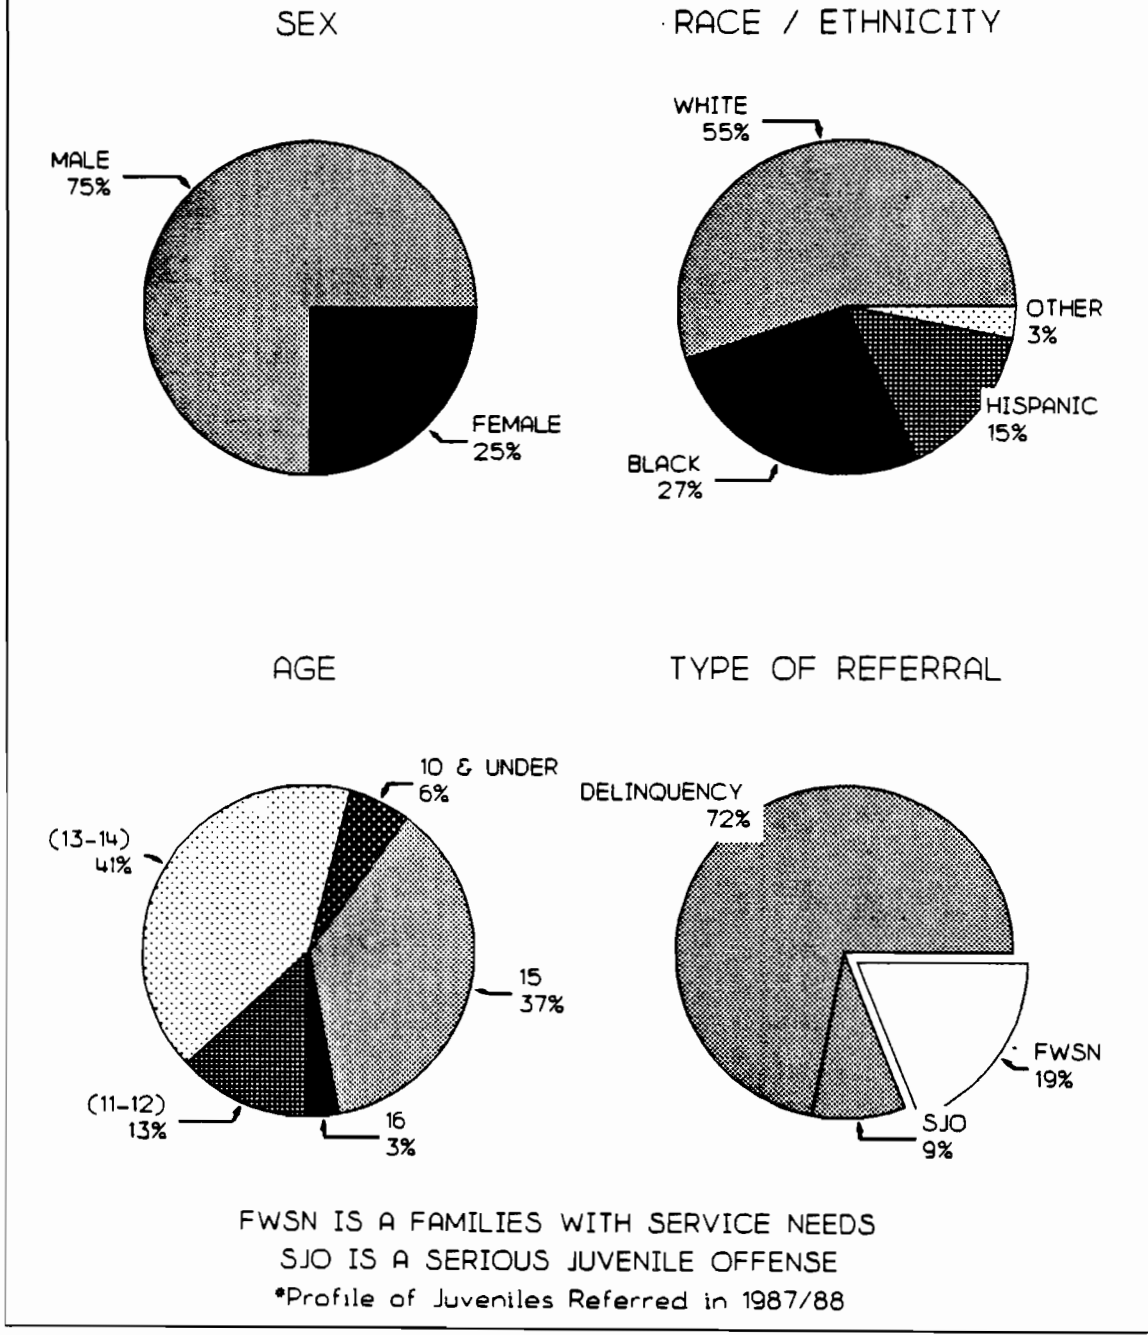 SEX
MALE
75%
FEMALE
25%
RACE / ETHNICITY
WHITE
55%
OTHER
3%
HISPANIC
15%
BLACK
27%
AGE
10 & UNDER
6%
(13-14)
41%
15
37%
(11-12)
13%
16
3%
TYPE OF REFERRAL
DELINQUENCY
72%
FWSN
19%
SJO
9%
FWSN IS A FAMILIES WITH SERVICE NEEDS
SJO IS A SERIOUS JUVENILE OFFENSE
*Profile of Juveniles Referred in 1987/88